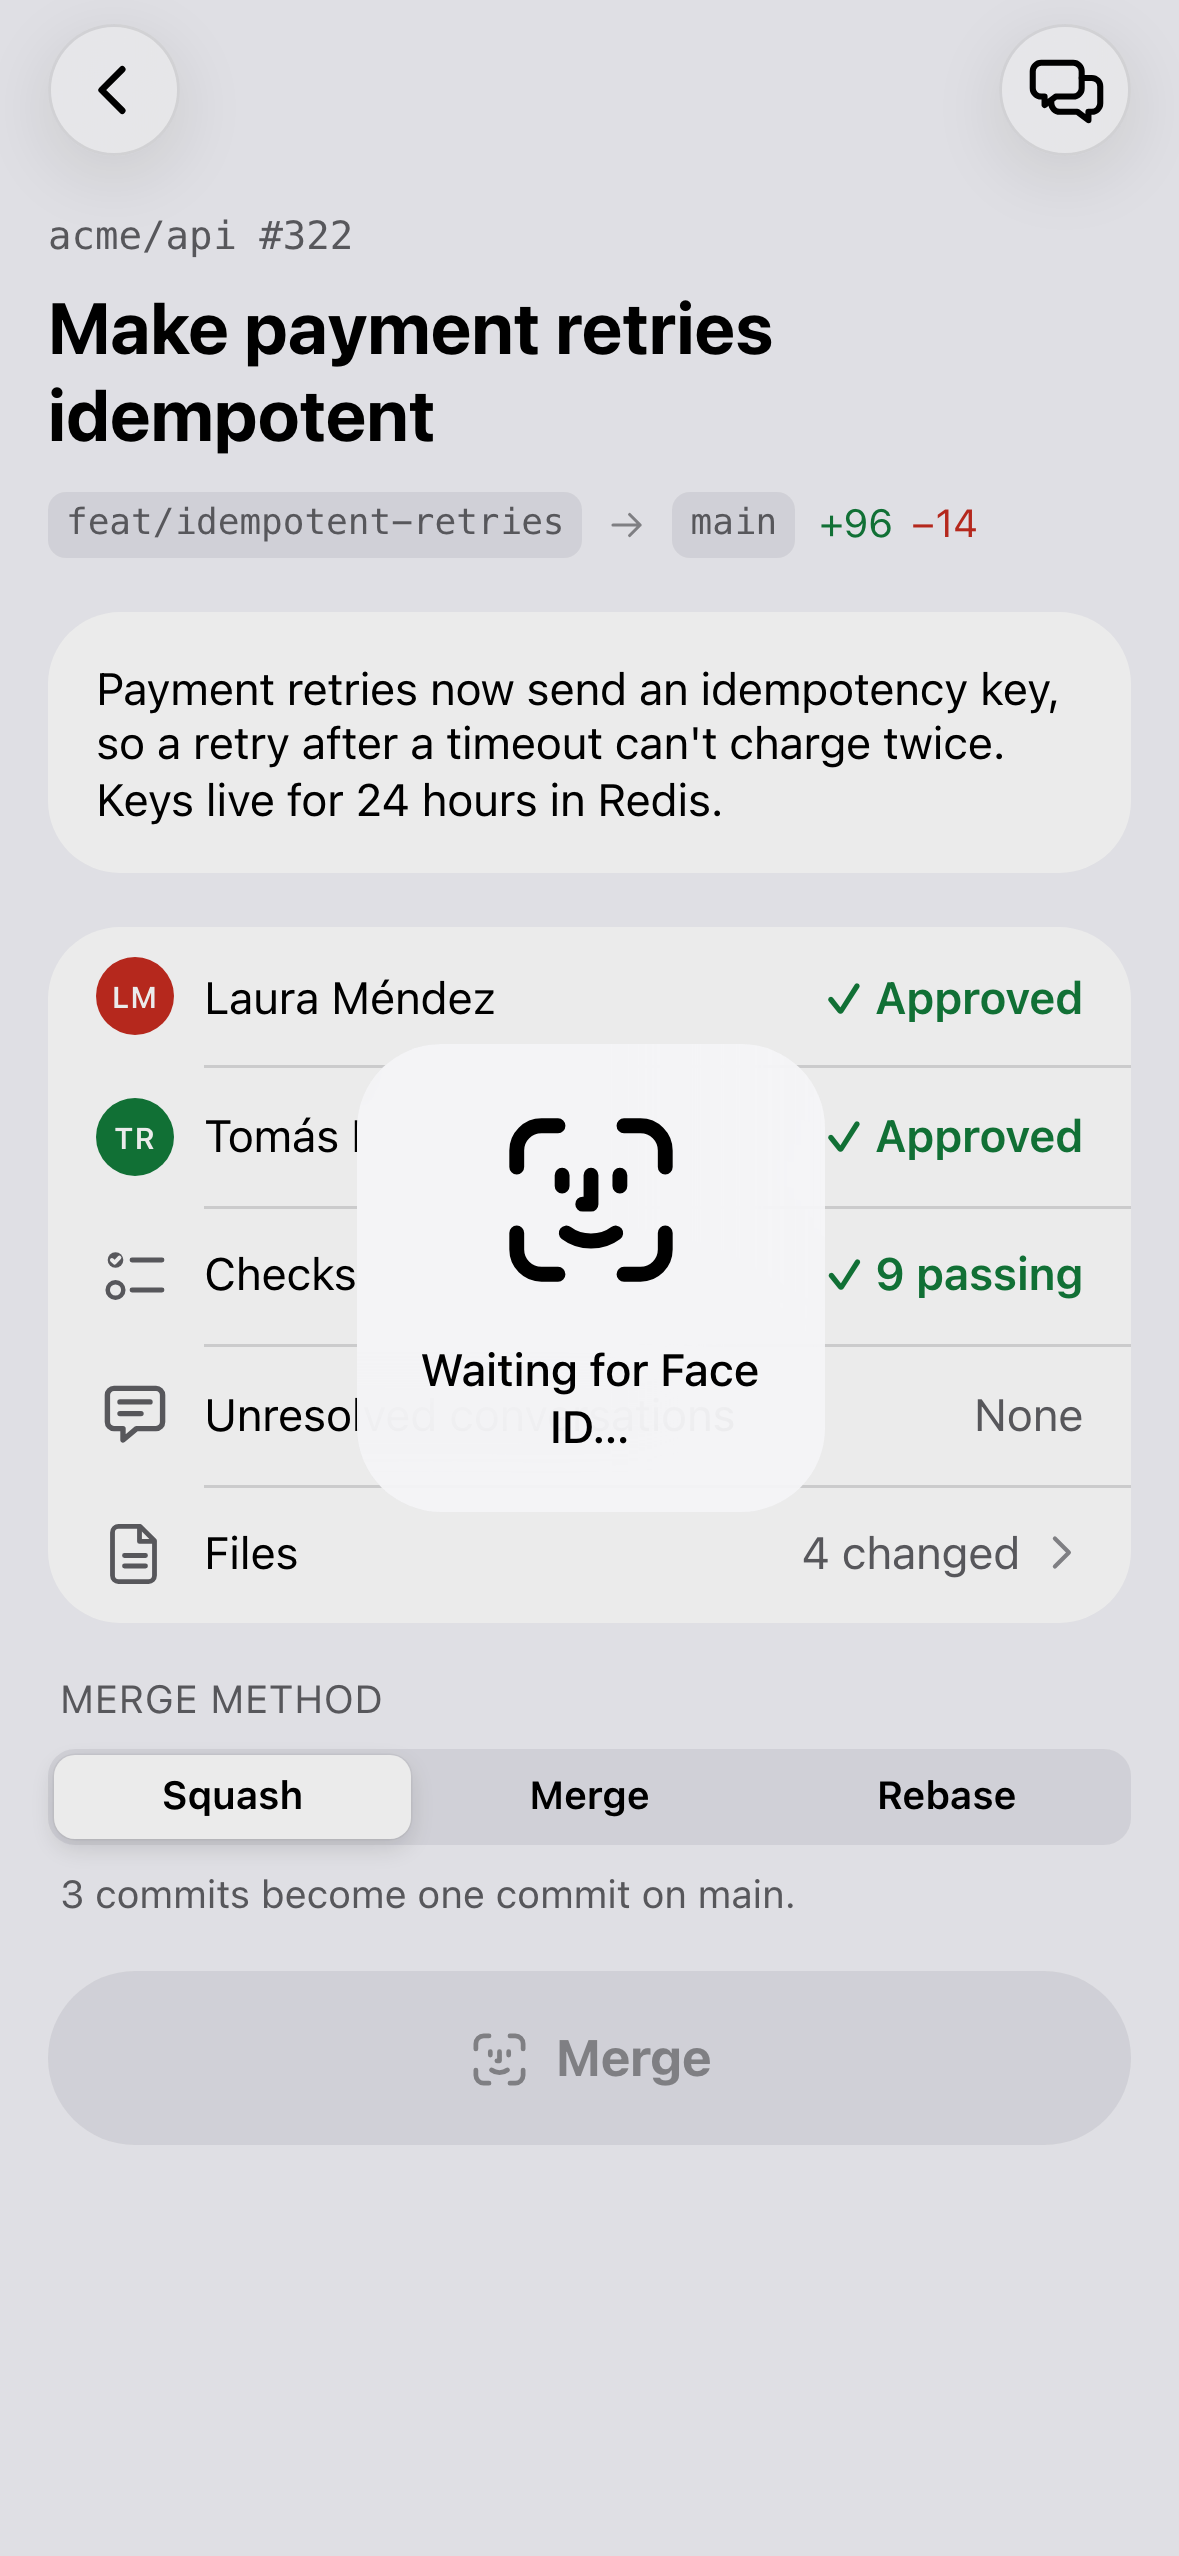 acme/api #322
Make payment retries
idempotent
feat/idempotent-retries → main +96 −14
Payment retries now send an idempotency key,
so a retry after a timeout can't charge twice.
Keys live for 24 hours in Redis.
LM Laura Méndez ✓ Approved
TR Tomás ✓ Approved
Checks ✓ 9 passing
Waiting for Face
ID...
Unresolved conversations None
Files 4 changed
MERGE METHOD
Squash Merge Rebase
3 commits become one commit on main.
Merge